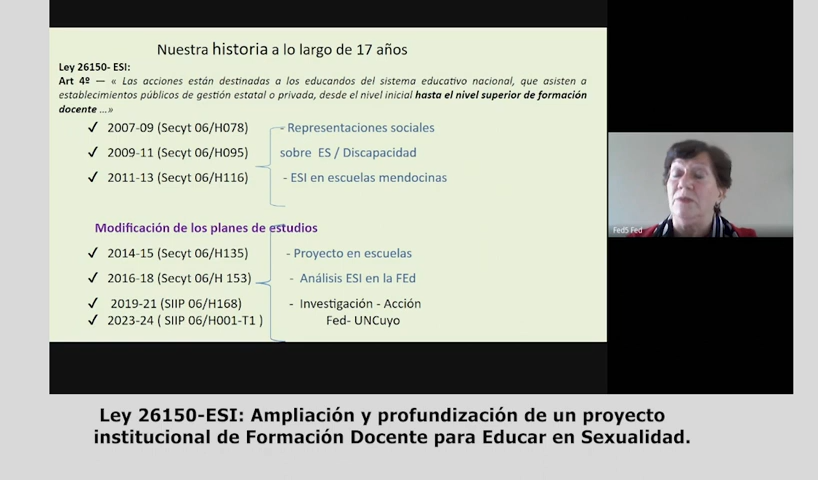 Nuestra historia a lo largo de 17 años
Ley 26150- ESI:
Art 4º — « Las acciones están destinadas a los educandos del sistema educativo nacional, que asisten a
establecimientos públicos de gestión estatal o privada, desde el nivel inicial hasta el nivel superior de formación
docente ...»
✓ 2007-09 (Secyt 06/H078) - Representaciones sociales
✓ 2009-11 (Secyt 06/H095) sobre ES / Discapacidad
✓ 2011-13 (Secyt 06/H116) - ESI en escuelas mendocinas
Modificación de los planes de estudios
✓ 2014-15 (Secyt 06/H135) - Proyecto en escuelas
✓ 2016-18 (Secyt 06/H 153) - Análisis ESI en la FEd
✓ 2019-21 (SIIP 06/H168) - Investigación - Acción
✓ 2023-24 ( SIIP 06/H001-T1 ) Fed- UNCuyo
Fed5 Fed
Ley 26150-ESI: Ampliación y profundización de un proyecto
institucional de Formación Docente para Educar en Sexualidad.